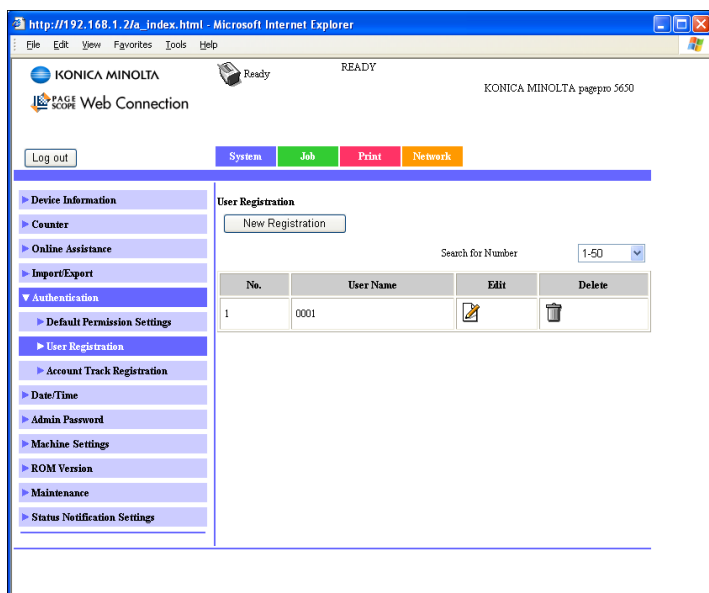 http://192.168.1.2/a_index.html - Microsoft Internet Explorer
File Edit View Favorites Tools Help
KONICA MINOLTA
Ready
READY
KONICA MINOLTA pagepro 5650
PAGE SCOPE Web Connection
Log out
System Job Print Network
Device Information
Counter
Online Assistance
Import/Export
Authentication
Default Permission Settings
User Registration
Account Track Registration
Date/Time
Admin Password
Machine Settings
ROM Version
Maintenance
Status Notification Settings
User Registration
New Registration
Search for Number 1-50
No. User Name Edit Delete
1 0001